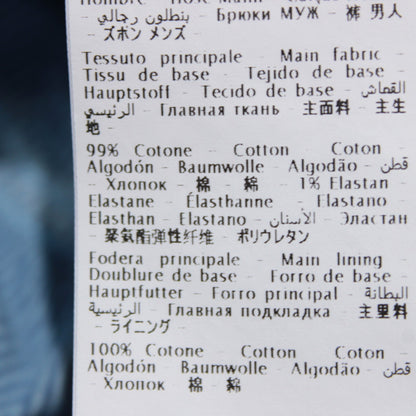 بنطلون رجالي – Брюки МУЖ – 裤 男人
– ズボン メンズ –
Tessuto principale – Main fabric –
Tissu de base – Tejido de base –
Hauptstoff – Tecido de base – القماش
الرئيسي – Главная ткань – 主面料 – 主生
地 –
99% Cotone – Cotton – Coton –
Algodón – Baumwolle – Algodão – قطن
– Хлопок – 棉 – 綿 – 1% Elastan –
Elastane – Élasthanne – Elastano –
Elasthan – Elastano – الأستان – Эластан
– 聚氨酯弹性纤维 – ポリウレタン
Fodera principale – Main lining –
Doublure de base – Forro de base –
Hauptfutter – Forro principal – البطانة
الرئيسية – Главная подкладка – 主里料
– ライニング –
100% Cotone – Cotton – Coton –
Algodón – Baumwolle – Algodão – قطن
– Хлопок – 棉 – 綿